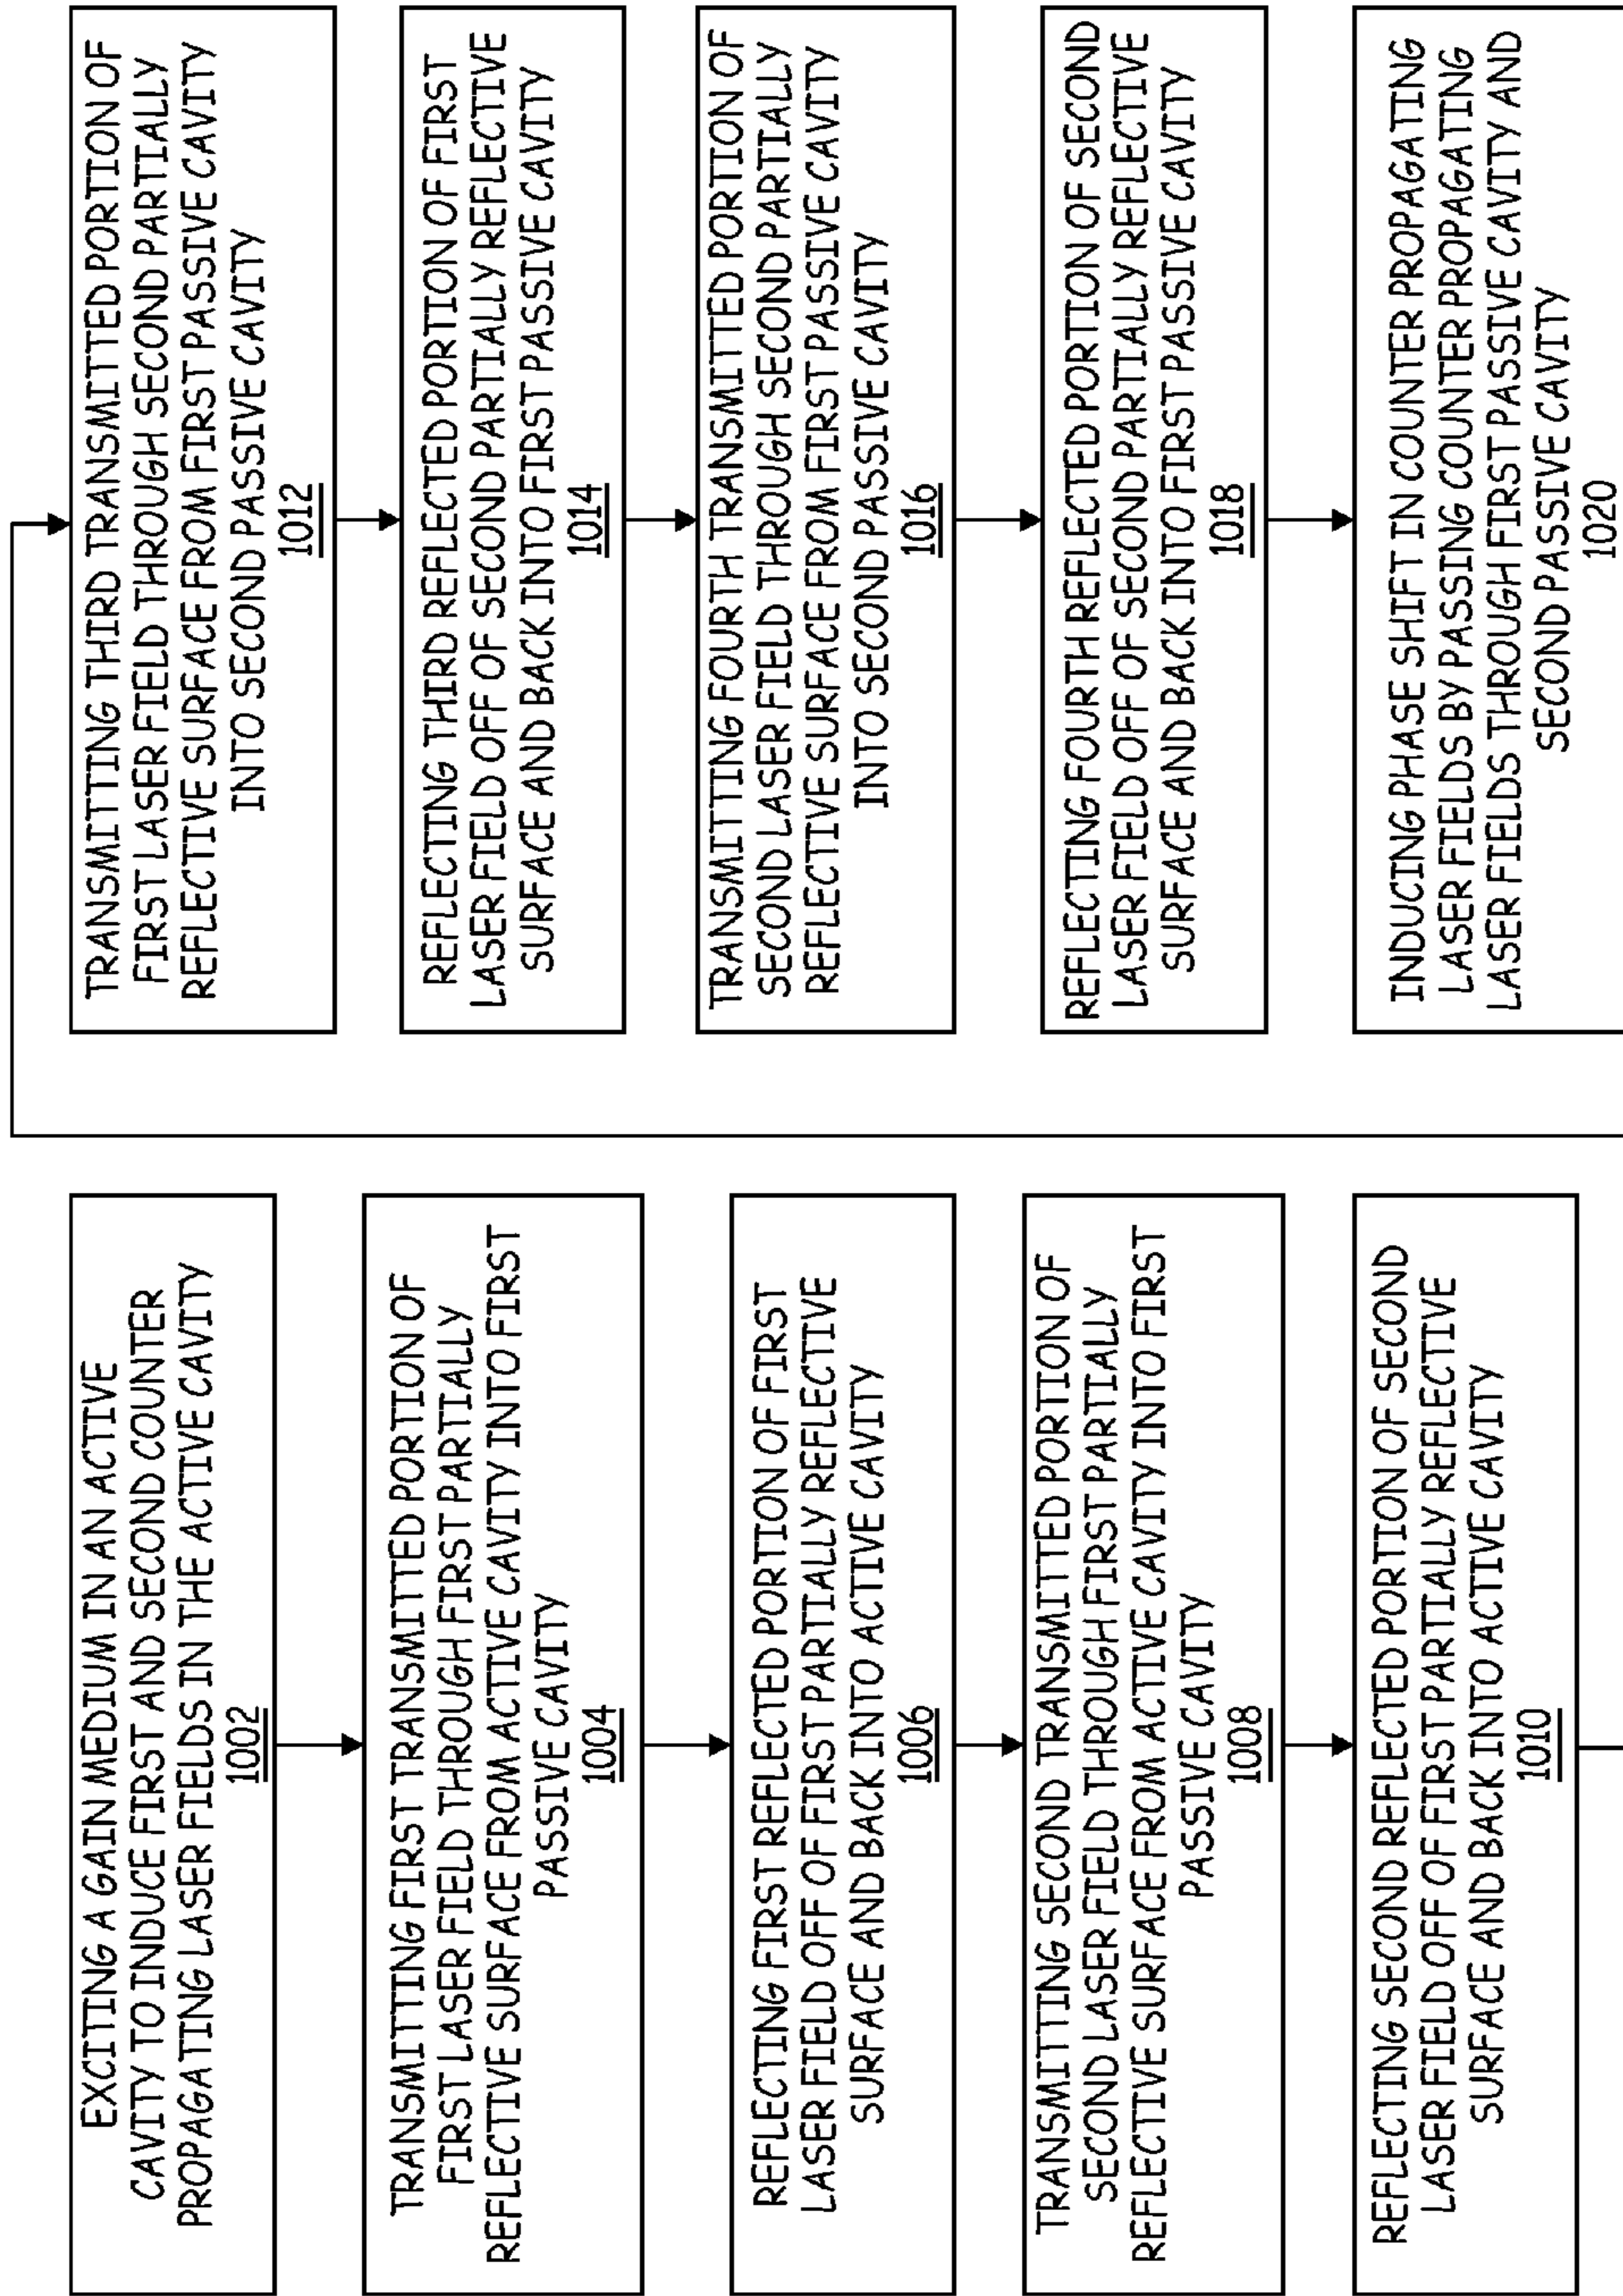 EXCITING A GAIN MEDIUM IN AN ACTIVE
CAVITY TO INDUCE FIRST AND SECOND COUNTER
PROPAGATING LASER FIELDS IN THE ACTIVE CAVITY
1002
TRANSMITTING FIRST TRANSMITTED PORTION OF
FIRST LASER FIELD THROUGH FIRST PARTIALLY
REFLECTIVE SURFACE FROM ACTIVE CAVITY INTO FIRST
PASSIVE CAVITY
1004
REFLECTING FIRST REFLECTED PORTION OF FIRST
LASER FIELD OFF OF FIRST PARTIALLY REFLECTIVE
SURFACE AND BACK INTO ACTIVE CAVITY
1006
TRANSMITTING SECOND TRANSMITTED PORTION OF
SECOND LASER FIELD THROUGH FIRST PARTIALLY
REFLECTIVE SURFACE FROM ACTIVE CAVITY INTO FIRST
PASSIVE CAVITY
1008
REFLECTING SECOND REFLECTED PORTION OF SECOND
LASER FIELD OFF OF FIRST PARTIALLY REFLECTIVE
SURFACE AND BACK INTO ACTIVE CAVITY
1010
TRANSMITTING THIRD TRANSMITTED PORTION OF
FIRST LASER FIELD THROUGH SECOND PARTIALLY
REFLECTIVE SURFACE FROM FIRST PASSIVE CAVITY
INTO SECOND PASSIVE CAVITY
1012
REFLECTING THIRD REFLECTED PORTION OF FIRST
LASER FIELD OFF OF SECOND PARTIALLY REFLECTIVE
SURFACE AND BACK INTO FIRST PASSIVE CAVITY
1014
TRANSMITTING FOURTH TRANSMITTED PORTION OF
SECOND LASER FIELD THROUGH SECOND PARTIALLY
REFLECTIVE SURFACE FROM FIRST PASSIVE CAVITY
INTO SECOND PASSIVE CAVITY
1016
REFLECTING FOURTH REFLECTED PORTION OF SECOND
LASER FIELD OFF OF SECOND PARTIALLY REFLECTIVE
SURFACE AND BACK INTO FIRST PASSIVE CAVITY
1018
INDUCING PHASE SHIFT IN COUNTER PROPAGATING
LASER FIELDS BY PASSING COUNTER PROPAGATING
LASER FIELDS THROUGH FIRST PASSIVE CAVITY AND
SECOND PASSIVE CAVITY
1020